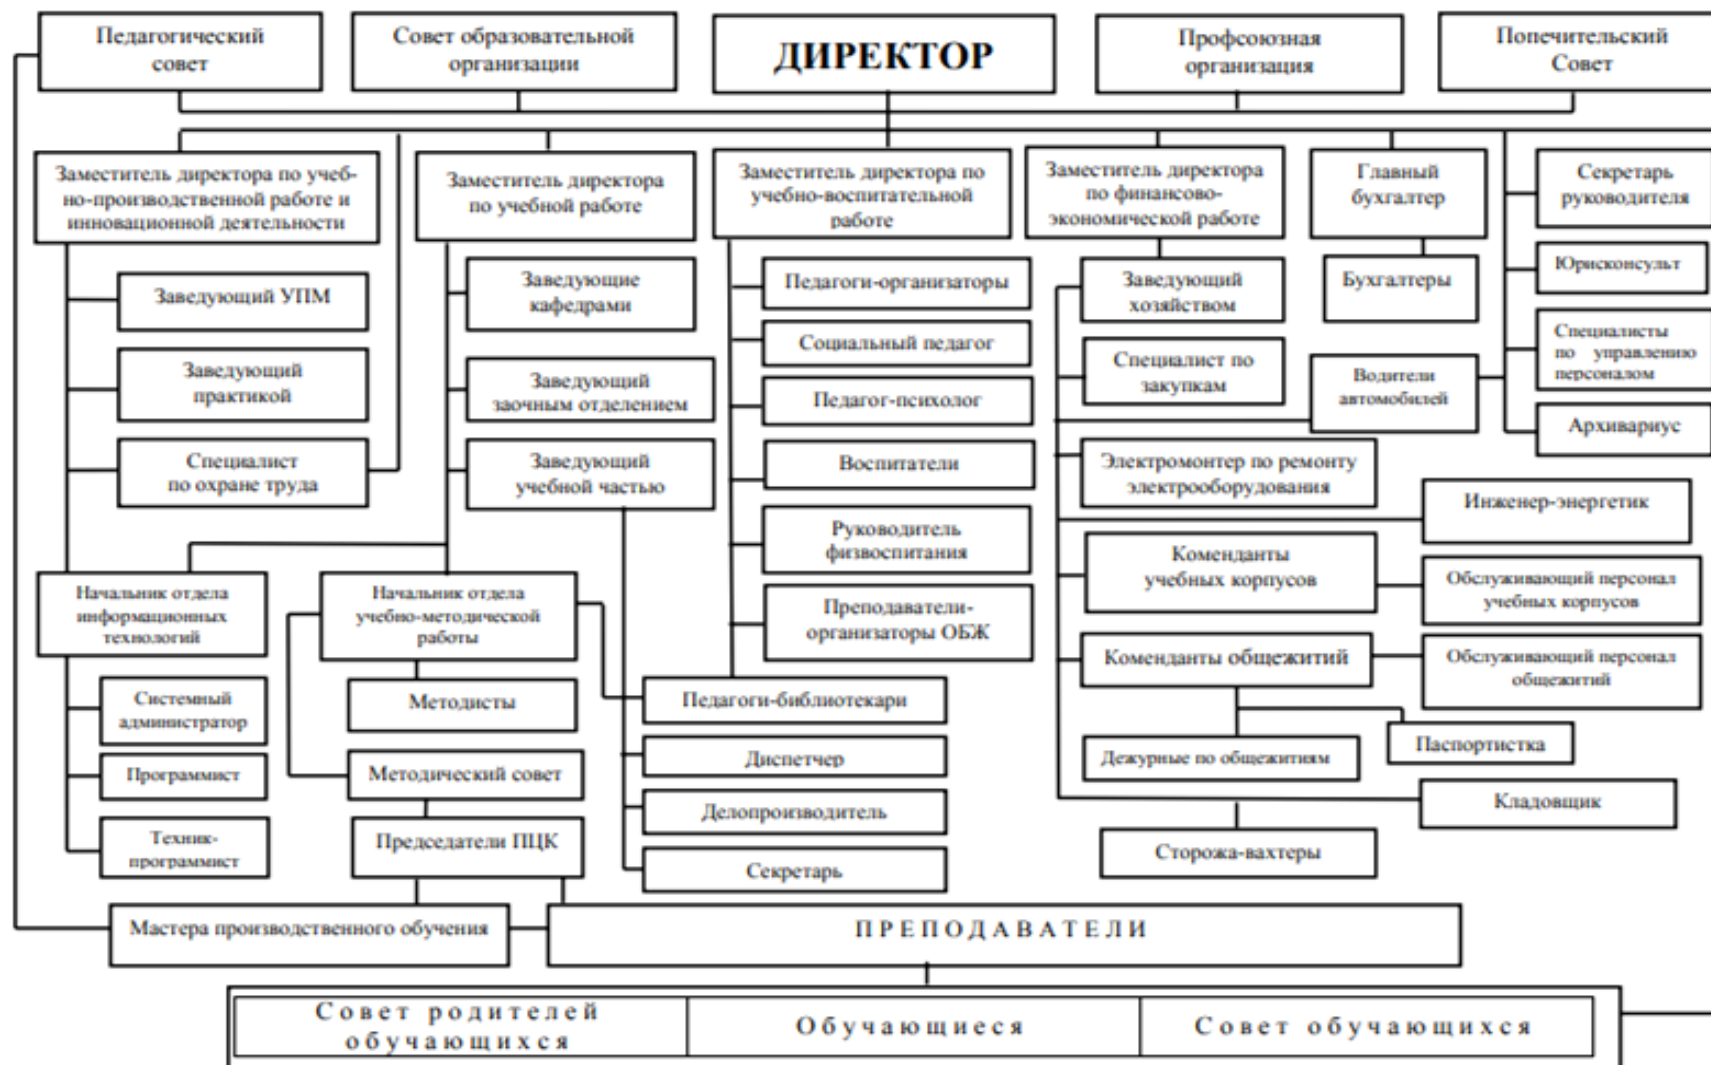 Педагогический
совет
Совет образовательной
организации
ДИРЕКТОР
Профсоюзная
организация
Попечительский
Совет
Заместитель директора по учеб-
но-производственной работе и
инновационной деятельности
Заместитель директора
по учебной работе
Заместитель директора по
учебно-воспитательной
работе
Заместитель директора
по финансово-
экономической работе
Главный
бухгалтер
Секретарь
руководителя
Заведующий УПМ
Заведующие
кафедрами
Педагоги-организаторы
Заведующий
хозяйством
Бухгалтеры
Юрисконсульт
Заведующий
практикой
Заведующий
заочным отделением
Социальный педагог
Специалист по
закупкам
Водители
автомобилей
Специалисты
по управлению
персоналом
Педагог-психолог
Архивариус
Специалист
по охране труда
Заведующий
учебной частью
Воспитатели
Электромонтер по ремонту
электрооборудования
Инженер-энергетик
Руководитель
физвоспитания
Коменданты
учебных корпусов
Обслуживающий персонал
учебных корпусов
Начальник отдела
информационных
технологий
Начальник отдела
учебно-методической
работы
Преподаватели-
организаторы ОБЖ
Коменданты общежитий
Обслуживающий персонал
общежитий
Системный
администратор
Методисты
Педагоги-библиотекари
Дежурные по общежитиям
Паспортистка
Программист
Методический совет
Диспетчер
Кладовщик
Техник-
программист
Председатели ПЦК
Делопроизводитель
Сторожа-вахтеры
Секретарь
Мастера производственного обучения
ПРЕПОДАВАТЕЛИ
Совет родителей
обучающихся
Обучающиеся
Совет обучающихся